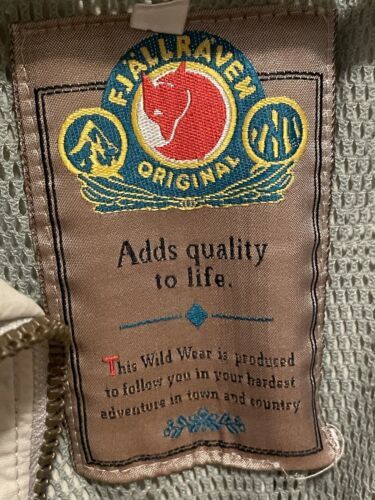 FJALLRAVEN
ORIGINAL
Adds quality
to life.
This Wild Wear is produced
to follow you in your hardest
adventure in town and country